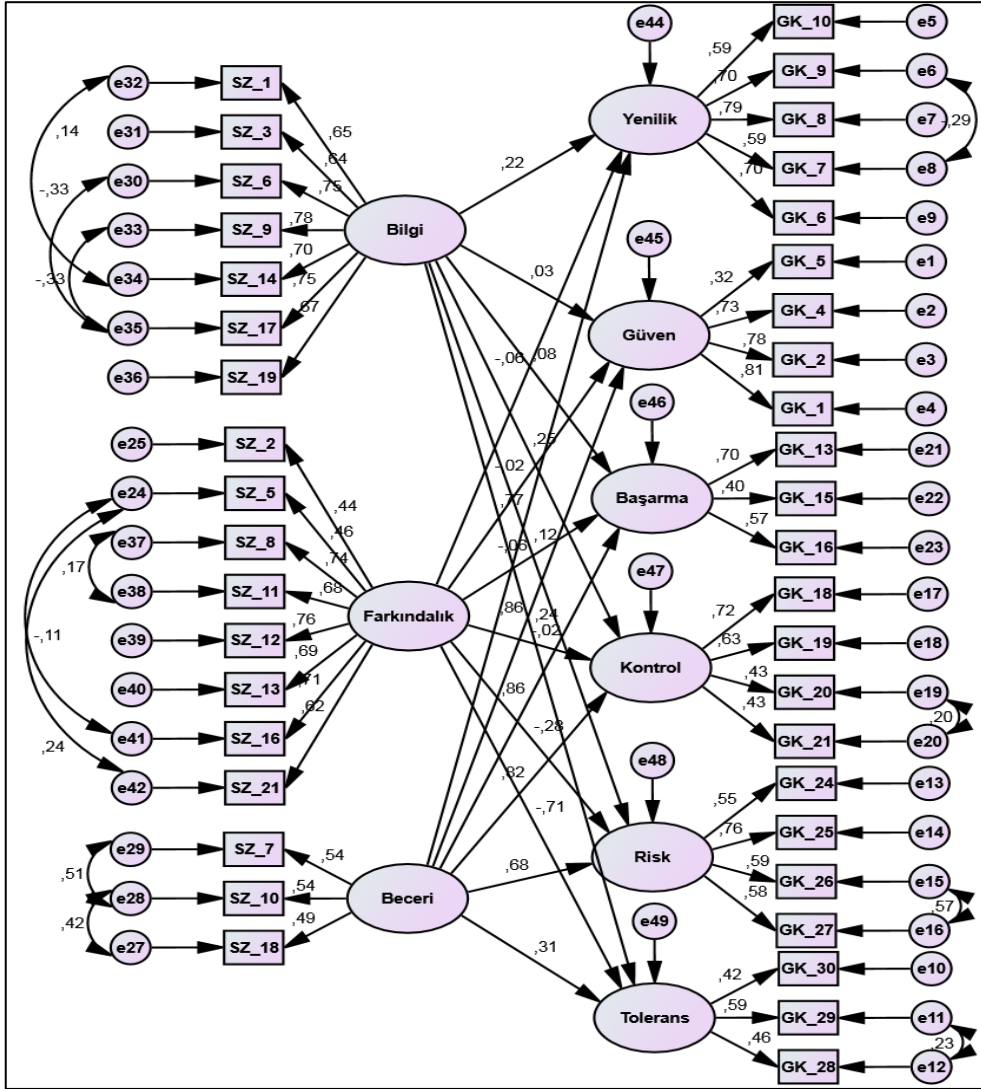 e44
GK_10
e5
,59
e32
SZ_1
GK_9
e6
,70
,79
Yenilik
GK_8
e7
-,29
,14
e31
SZ_3
,65
,59
GK_7
e8
,64
,22
,70
-,33
e30
SZ_6
,75
GK_6
e9
e33
SZ_9
,78
Bilgi
e45
GK_5
e1
,70
,32
-,33
e34
SZ_14
,75
,03
GK_4
e2
,73
e35
SZ_17
,67
Güven
,78
GK_2
e3
-,06
,08
,81
e36
SZ_19
e46
GK_1
e4
e25
SZ_2
,25
,70
GK_13
e21
-,02
e24
SZ_5
,44
,77
Başarma
,40
GK_15
e22
,46
,12
,57
e37
SZ_8
,74
-,06
GK_16
e23
,17
e47
e38
SZ_11
,68
,86
,24
GK_18
e17
,76
Farkındalık
-,02
,72
-,11
e39
SZ_12
,69
Kontrol
,63
GK_19
e18
e40
SZ_13
,71
,86
,43
GK_20
e19
,62
,43
,20
e41
SZ_16
-,28
GK_21
e20
,24
e48
,82
e42
SZ_21
-,71
,55
GK_24
e13
,76
GK_25
e14
e29
SZ_7
,54
Risk
,59
,51
,68
GK_26
e15
e28
SZ_10
,54
Beceri
,58
,57
,42
,49
e49
GK_27
e16
e27
SZ_18
,31
,42
GK_30
e10
,59
Tolerans
GK_29
e11
,46
,23
GK_28
e12